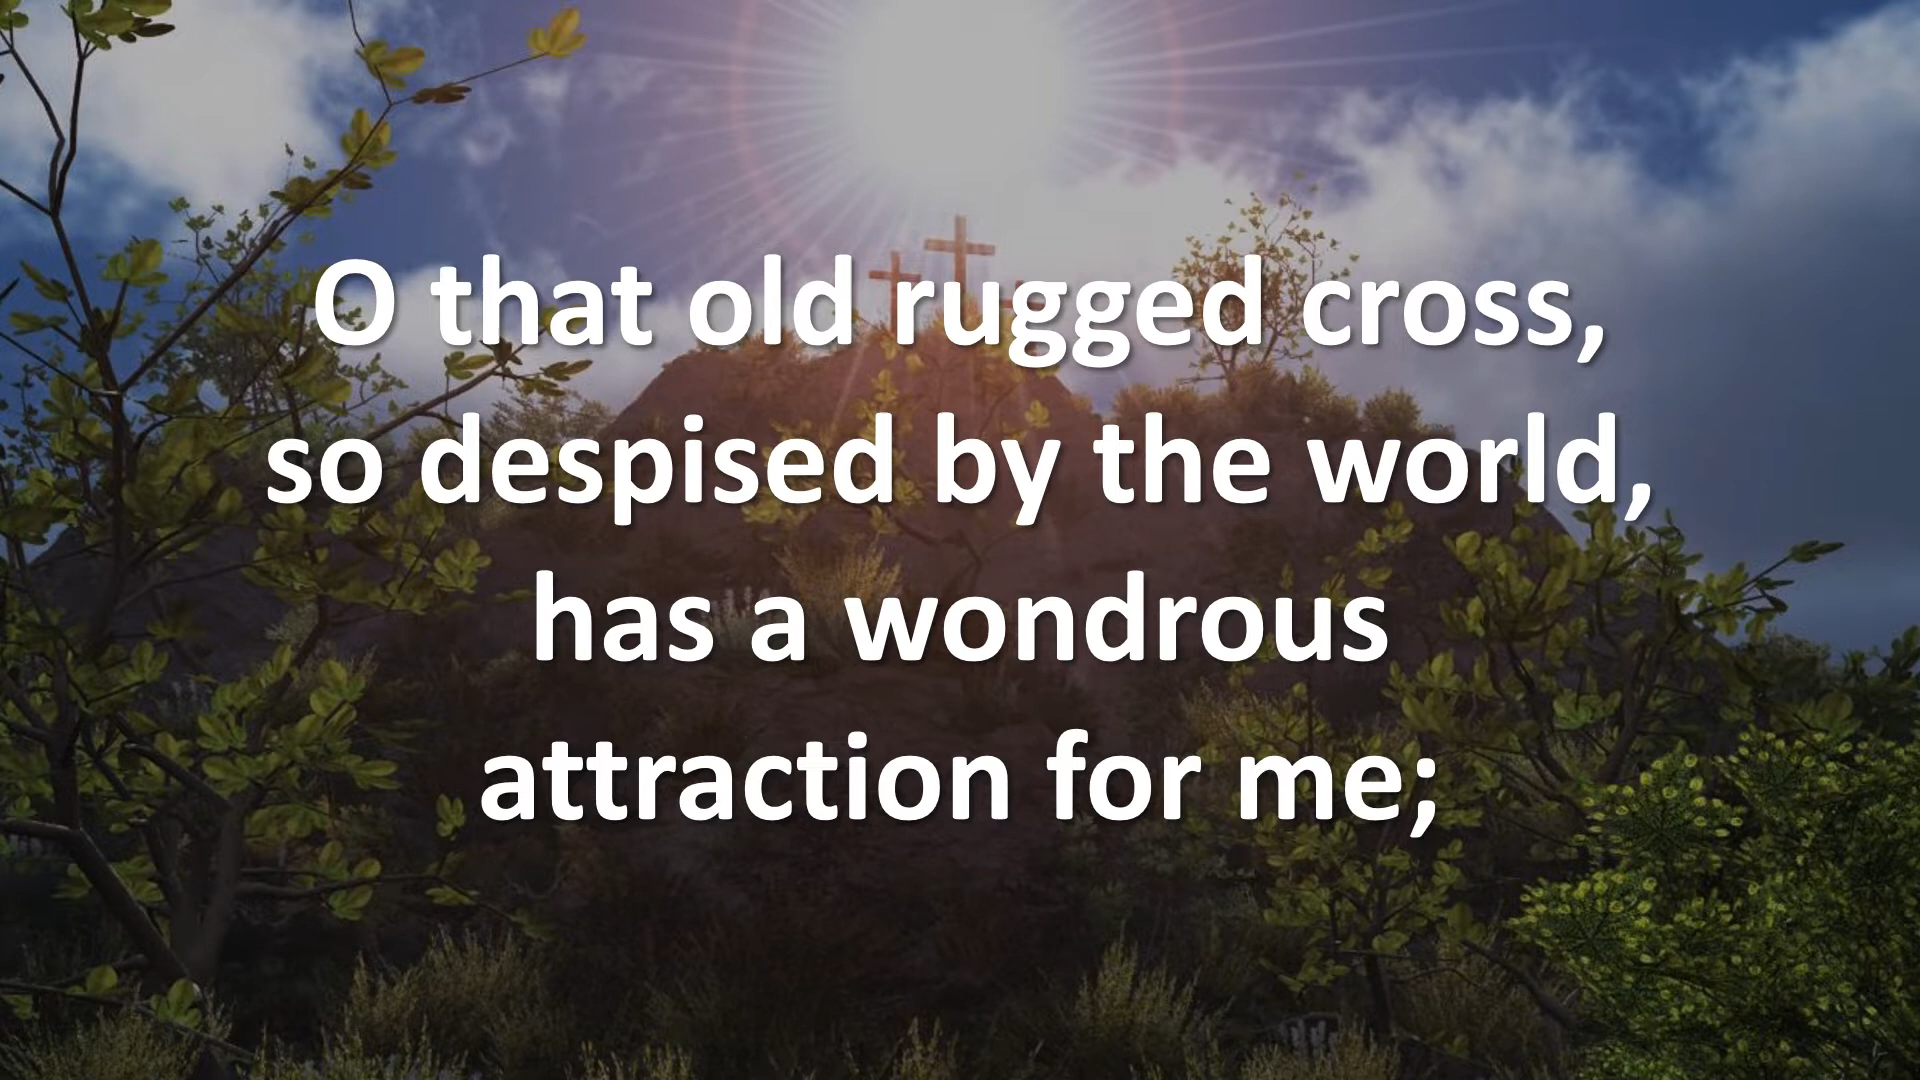 O that old rugged cross,
so despised by the world,
has a wondrous
attraction for me;